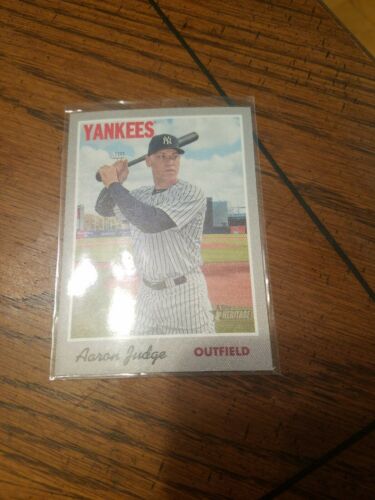 YANKEES
NY
HERITAGE
Aaron Judge
OUTFIELD